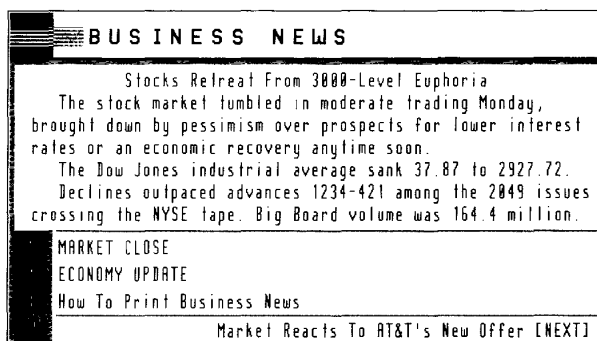 BUSINESS NEWS
Stocks Retreat From 3000-Level Euphoria
The stock market tumbled in moderate trading Monday,
brought down by pessimism over prospects for lower interest
rates or an economic recovery anytime soon.
The Dow Jones industrial average sank 37.87 to 2927.72.
Declines outpaced advances 1234-421 among the 2049 issues
crossing the NYSE tape. Big Board volume was 164.4 million.
MARKET CLOSE
ECONOMY UPDATE
How To Print Business News
Market Reacts To AT&T's New Offer [NEXT]